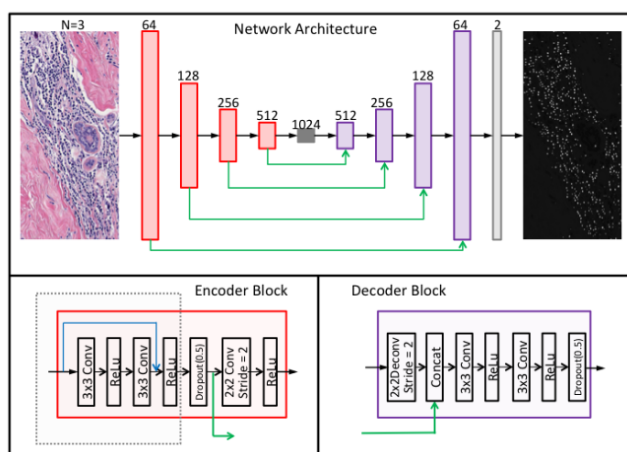 N=3
Network Architecture
64
128
256
512
1024
512
256
128
64
2
Encoder Block
3x3 Conv
ReLu
3x3 Conv
ReLu
Dropout(0.5)
2x2 Conv
Stride = 2
ReLu
Decoder Block
2x2Deconv
Stride = 2
Concat
3x3 Conv
ReLu
3x3 Conv
ReLu
Dropout(0.5)